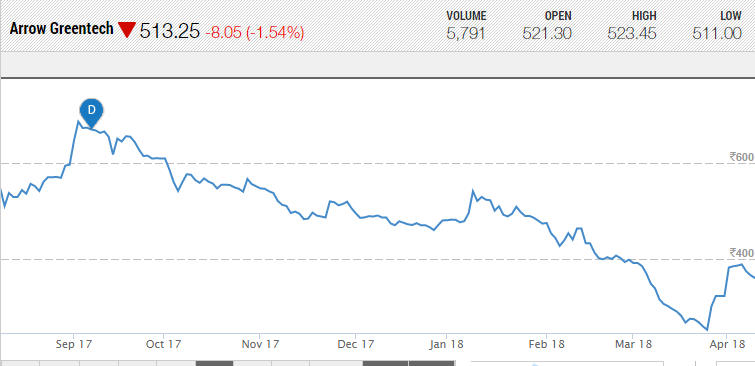 Arrow Greentech ▼ 513.25 -8.05 (-1.54%)
VOLUME OPEN HIGH LOW
5,791 521.30 523.45 511.00
D
₹600
₹400
Sep 17 Oct 17 Nov 17 Dec 17 Jan 18 Feb 18 Mar 18 Apr 18